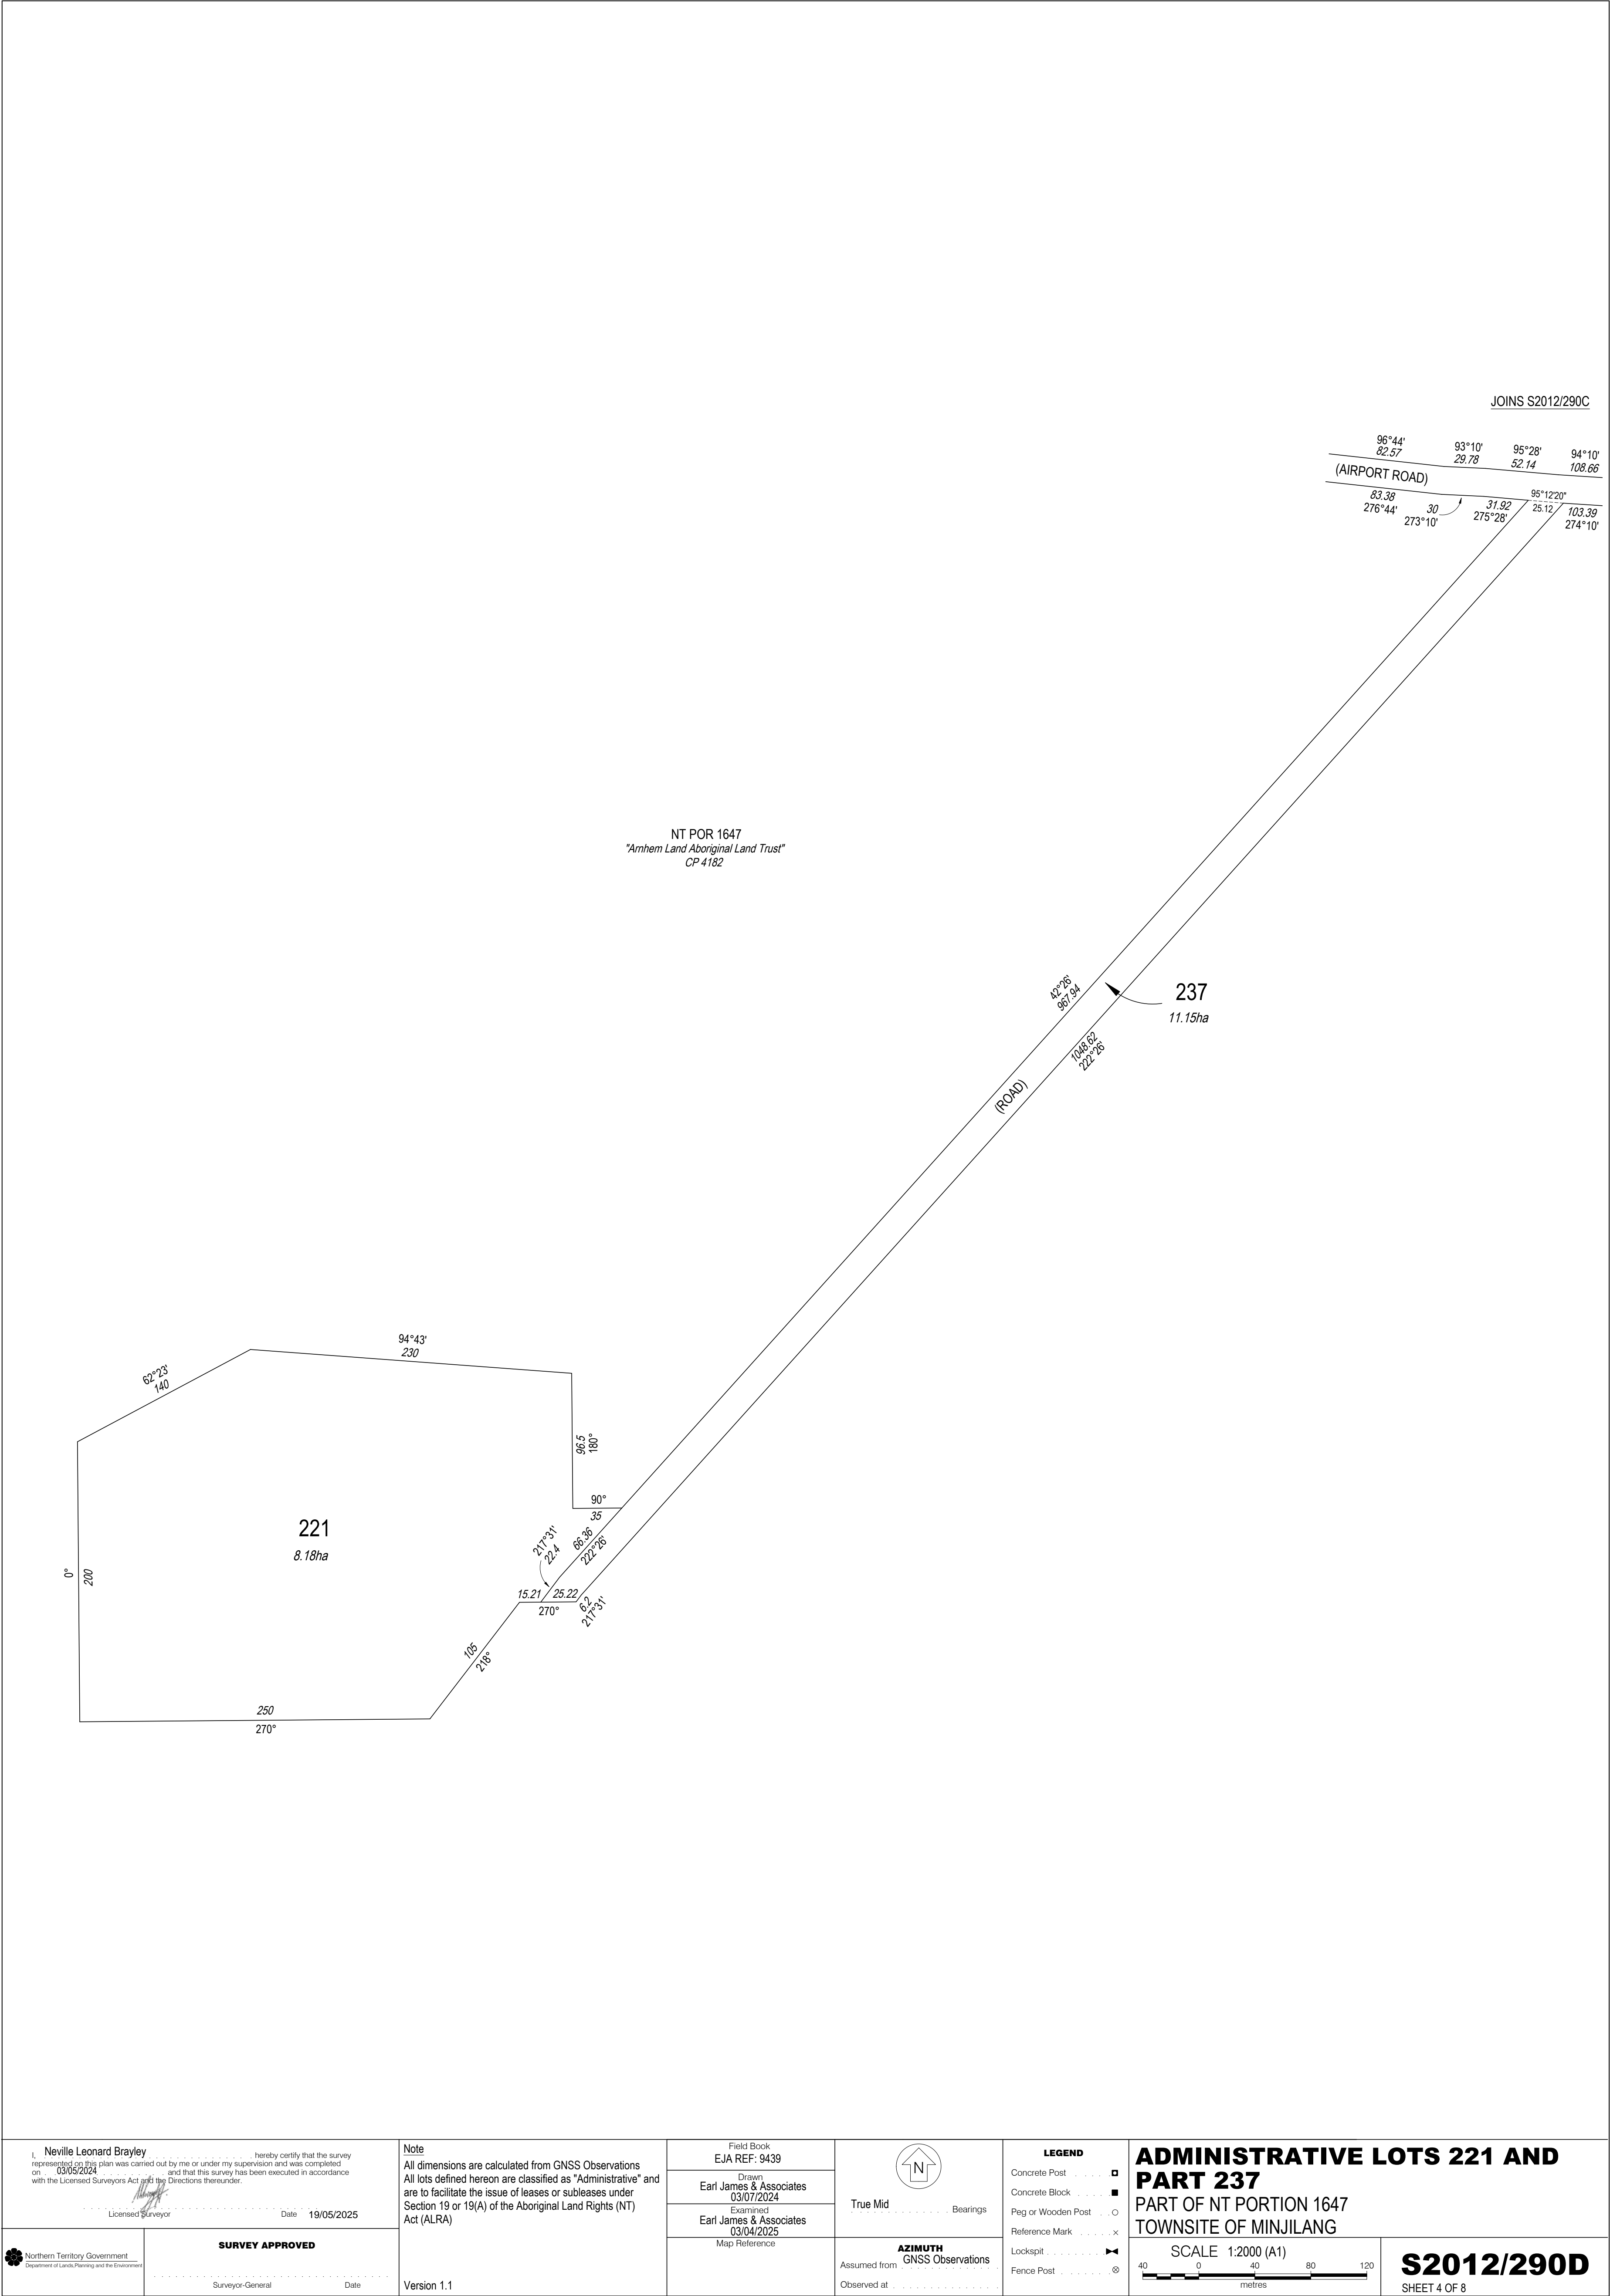 JOINS S2012/290C
96°44'
82.57
93°10'
29.78
95°28'
52.14
94°10'
108.66
(AIRPORT ROAD)
83.38
276°44'
30
273°10'
31.92
275°28'
95°12'20"
25.12
103.39
274°10'
NT POR 1647
"Arnhem Land Aboriginal Land Trust"
CP 4182
42°26'
967.94
237
11.15ha
1048.62
222°26'
(ROAD)
94°43'
230
62°23'
140
96.5
180°
90°
35
217°31'
22.4
66.36
222°26'
221
8.18ha
0°
200
15.21
25.22
270°
6.2
217°31'
105
218°
250
270°
I, Neville Leonard Brayley hereby certify that the survey
represented on this plan was carried out by me or under my supervision and was completed
on 03/05/2024 and that this survey has been executed in accordance
with the Licensed Surveyors Act and the Directions thereunder.
Licensed Surveyor Date 19/05/2025
Northern Territory Government
Department of Lands,Planning and the Environment
SURVEY APPROVED
Surveyor-General Date
Note
All dimensions are calculated from GNSS Observations
All lots defined hereon are classified as "Administrative" and
are to facilitate the issue of leases or subleases under
Section 19 or 19(A) of the Aboriginal Land Rights (NT)
Act (ALRA)
Version 1.1
Field Book
EJA REF: 9439
Drawn
Earl James & Associates
03/07/2024
Examined
Earl James & Associates
03/04/2025
Map Reference
N
True Mid Bearings
AZIMUTH
Assumed from GNSS Observations
Observed at
LEGEND
Concrete Post
Concrete Block
Peg or Wooden Post
Reference Mark
Lockspit
Fence Post
ADMINISTRATIVE LOTS 221 AND
PART 237
PART OF NT PORTION 1647
TOWNSITE OF MINJILANG
SCALE 1:2000 (A1)
40 0 40 80 120
metres
S2012/290D
SHEET 4 OF 8